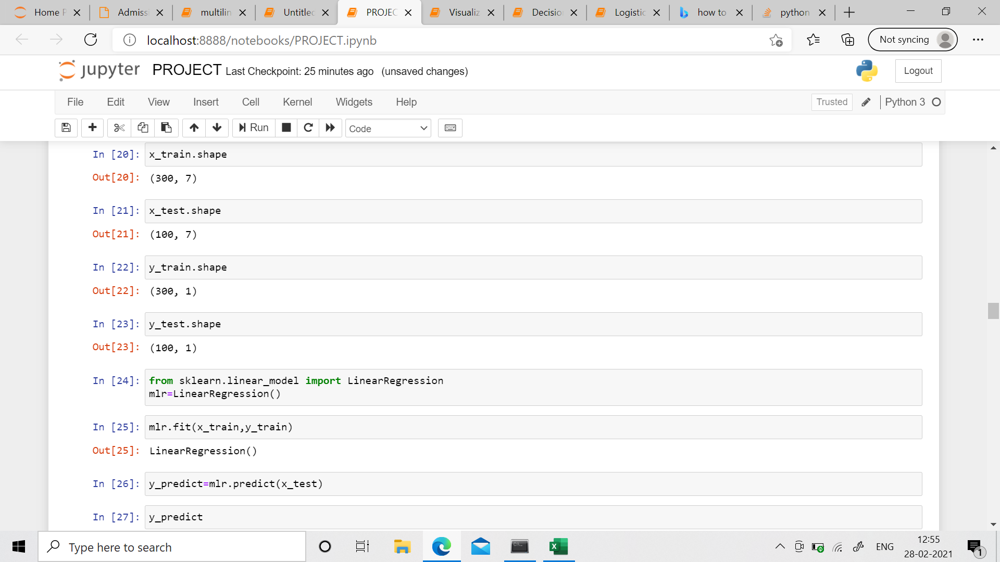 Home P
Admissi
multilin
Untitled
PROJEC
Visualiz
Decisio
Logistic
how to
python
localhost:8888/notebooks/PROJECT.ipynb
Not syncing
jupyter PROJECT Last Checkpoint: 25 minutes ago (unsaved changes)
Logout
File Edit View Insert Cell Kernel Widgets Help
Trusted
Python 3
Run
Code
In [20]: x_train.shape
Out[20]: (300, 7)
In [21]: x_test.shape
Out[21]: (100, 7)
In [22]: y_train.shape
Out[22]: (300, 1)
In [23]: y_test.shape
Out[23]: (100, 1)
In [24]: from sklearn.linear_model import LinearRegression
mlr=LinearRegression()
In [25]: mlr.fit(x_train,y_train)
Out[25]: LinearRegression()
In [26]: y_predict=mlr.predict(x_test)
In [27]: y_predict
Type here to search
ENG
12:55
28-02-2021
1